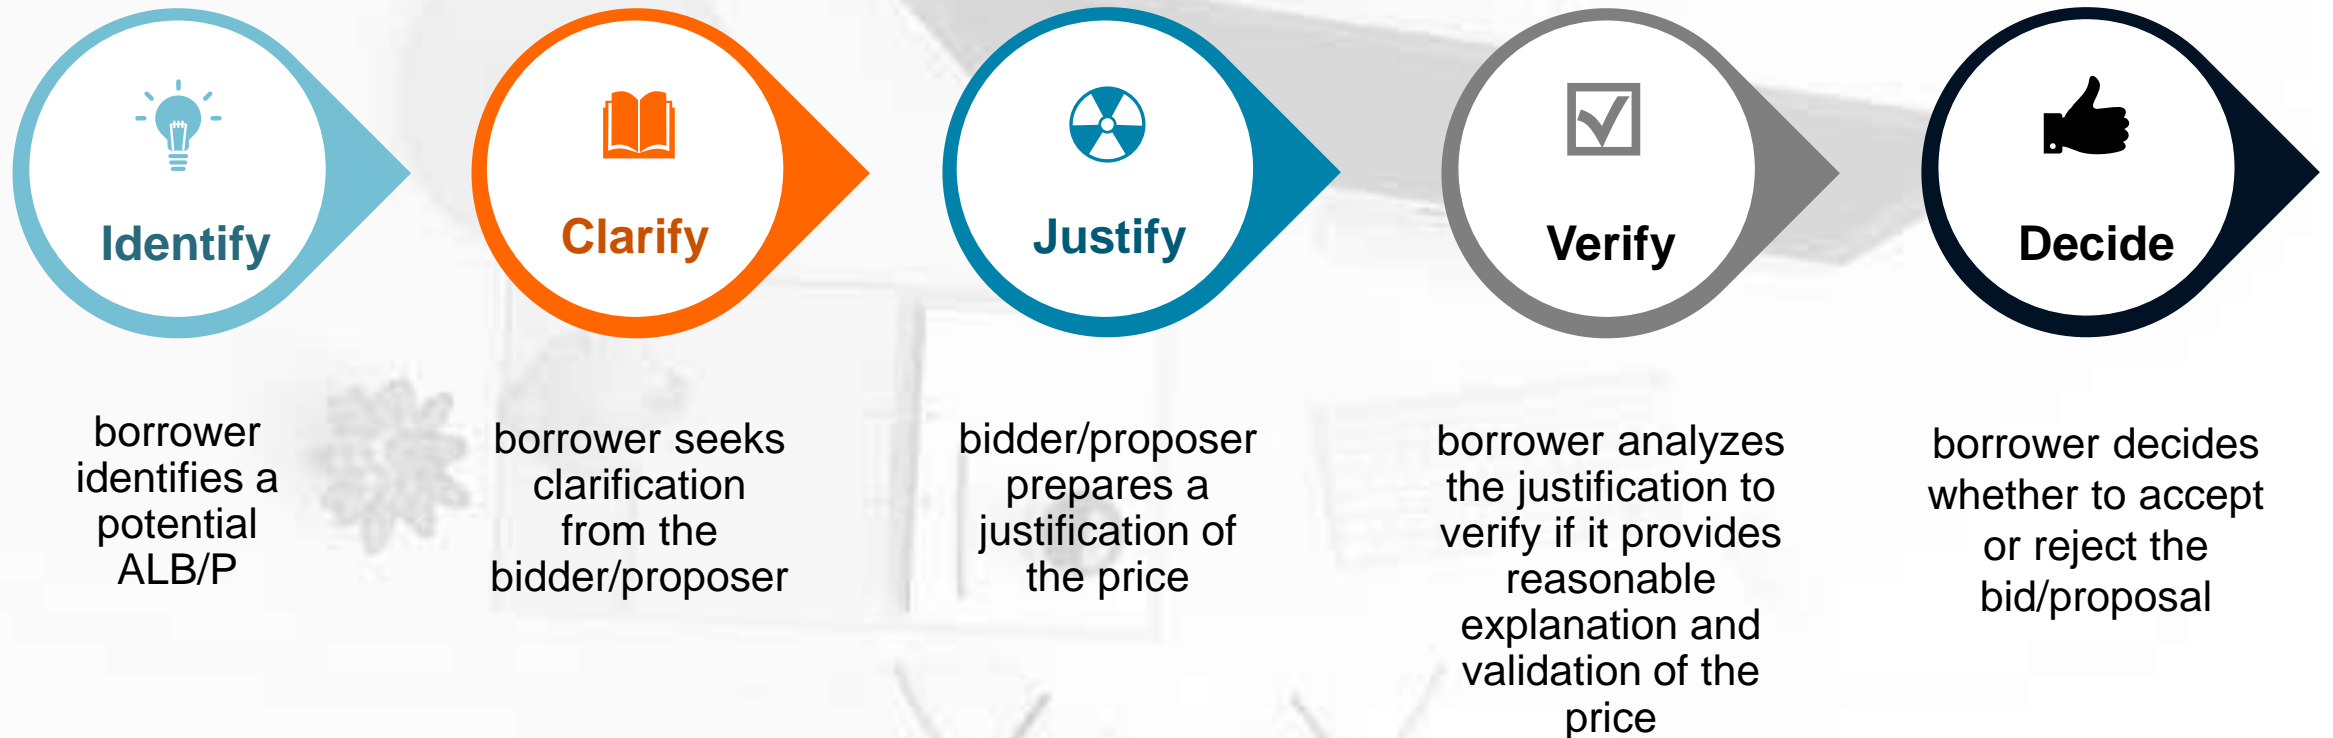 Identify
borrower
identifies a
potential
ALB/P
Clarify
borrower seeks
clarification
from the
bidder/proposer
Justify
bidder/proposer
prepares a
justification of
the price
Verify
borrower analyzes
the justification to
verify if it provides
reasonable
explanation and
validation of the
price
Decide
borrower decides
whether to accept
or reject the
bid/proposal